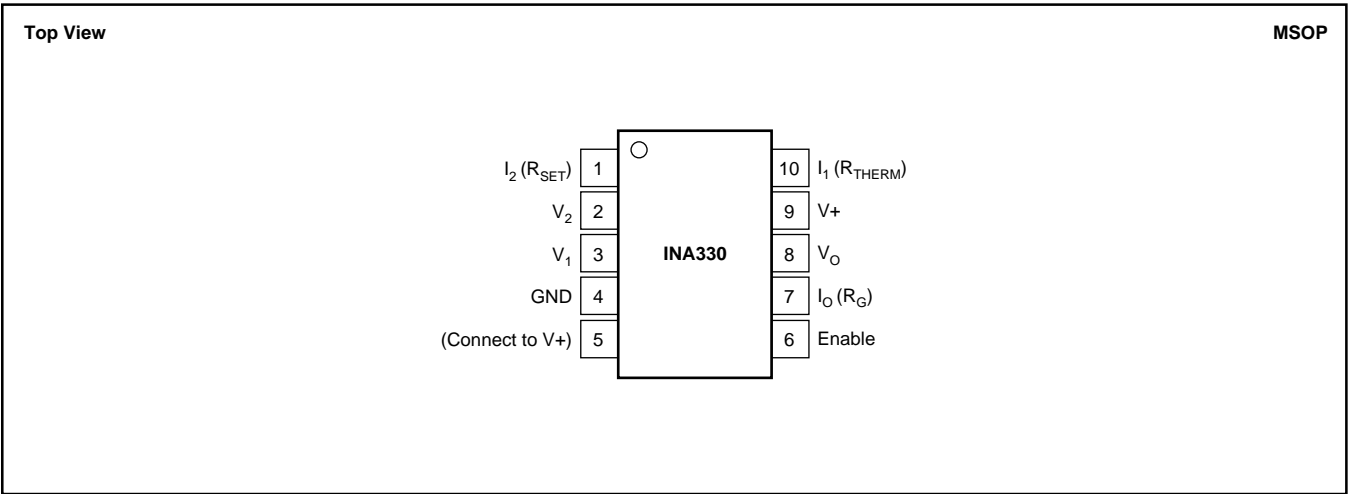 Top View MSOP
I2 (RSET) 1 10 I1 (RTHERM)
V2 2 9 V+
V1 3 INA330 8 VO
GND 4 7 IO (RG)
(Connect to V+) 5 6 Enable